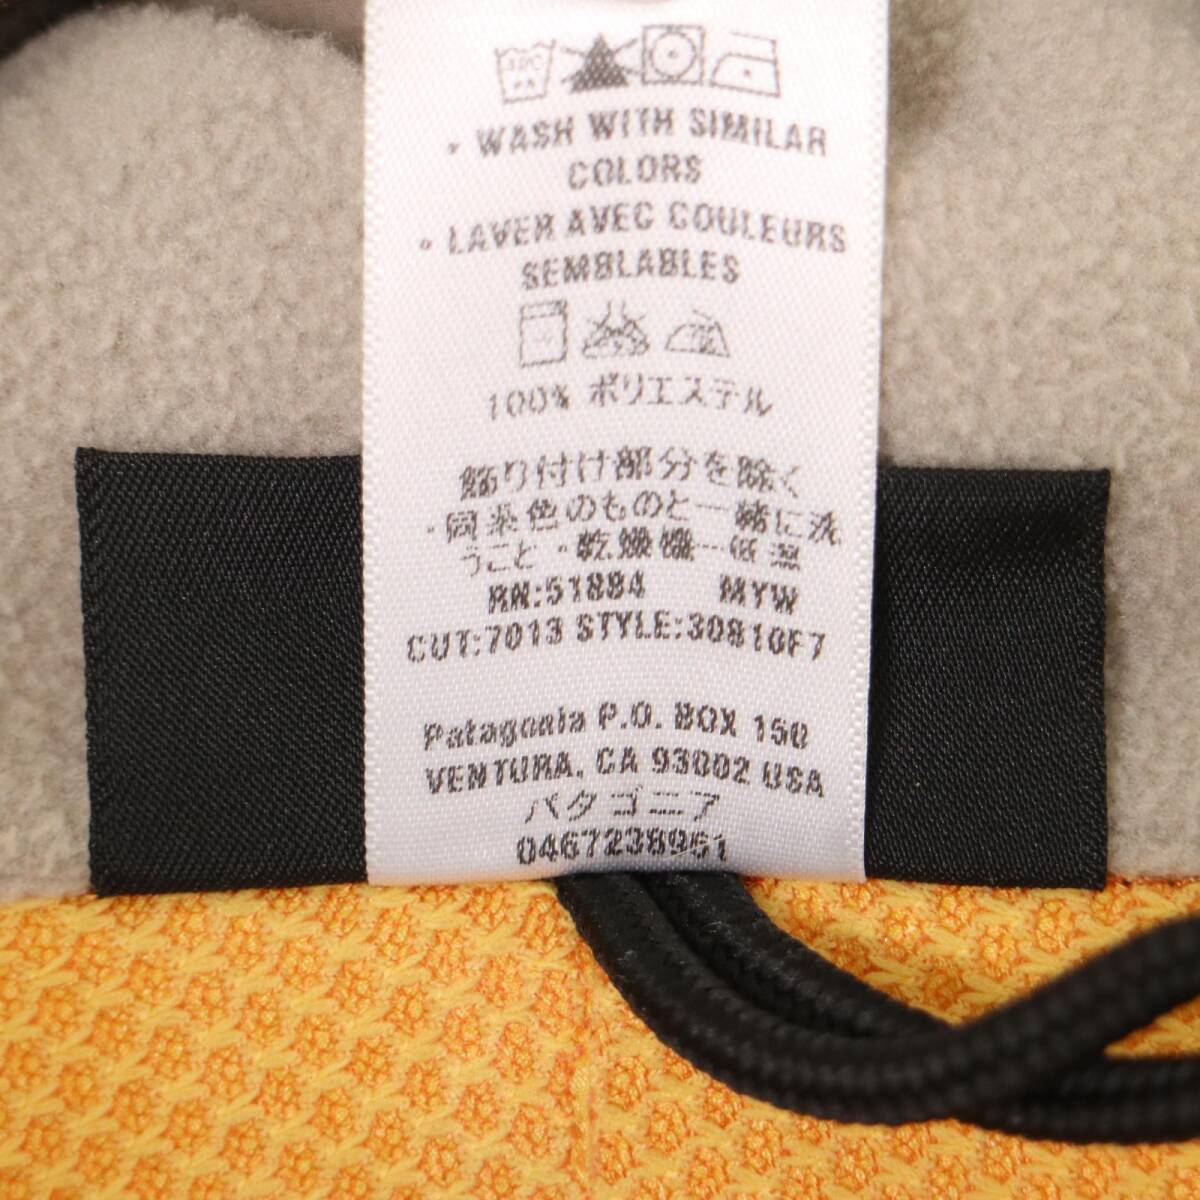 • WASH WITH SIMILAR
COLORS
• LAVER AVEC COULEURS
SEMBLABLES
100% ポリエステル
飾り付け部分を除く
・同系色のものと一緒に洗
うこと・乾燥機一低温
RN:51884 MYW
CUT:7013 STYLE:30810F7
Patagonia P.O. BOX 150
VENTURA, CA 93002 USA
パタゴニア
0467238961